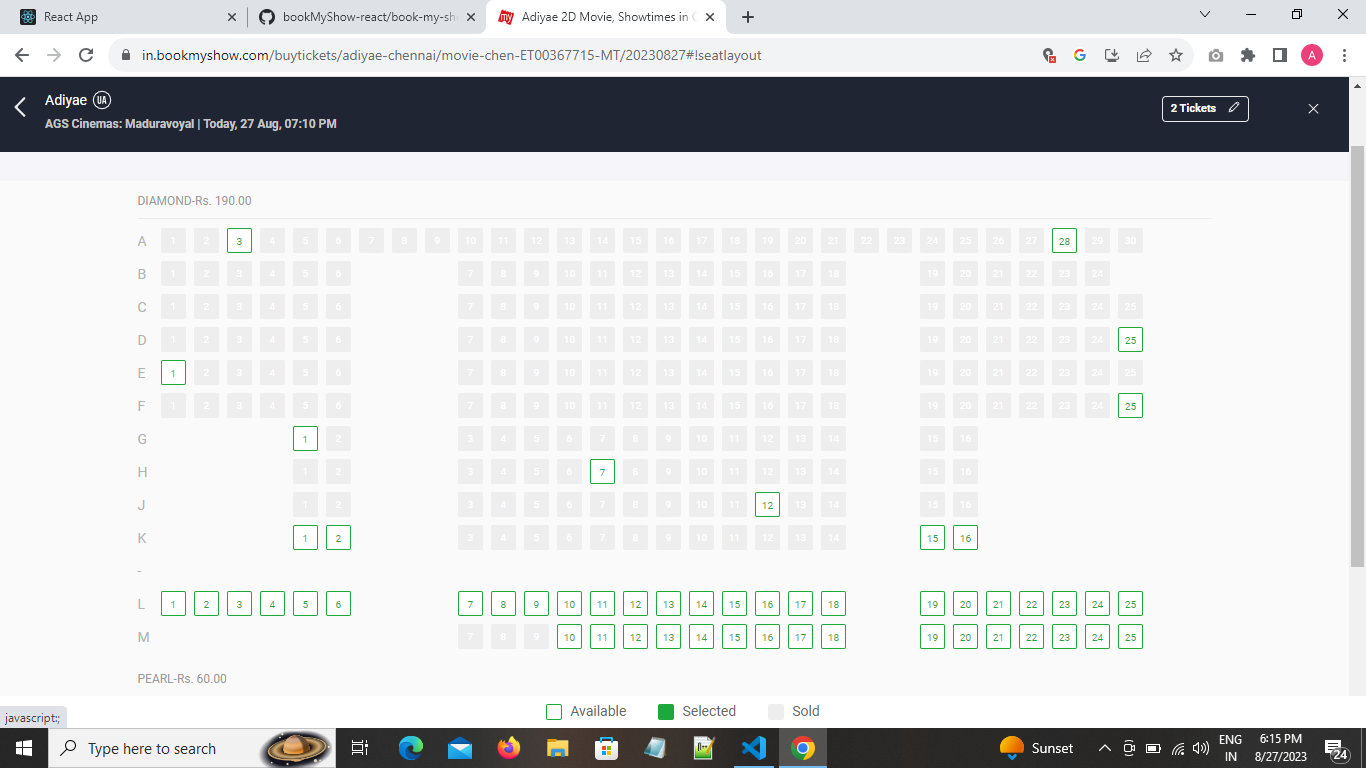 React App
bookMyShow-react/book-my-sh
Adiyae 2D Movie, Showtimes in C
in.bookmyshow.com/buytickets/adiyae-chennai/movie-chen-ET00367715-MT/20230827#!seatlayout
A
Adiyae UA
AGS Cinemas: Maduravoyal | Today, 27 Aug, 07:10 PM
2 Tickets
DIAMOND-Rs. 190.00
A 1 2 3 4 5 6 7 8 9 10 11 12 13 14 15 16 17 18 19 20 21 22 23 24 25 26 27 28 29 30
B 1 2 3 4 5 6 7 8 9 10 11 12 13 14 15 16 17 18 19 20 21 22 23 24
C 1 2 3 4 5 6 7 8 9 10 11 12 13 14 15 16 17 18 19 20 21 22 23 24 25
D 1 2 3 4 5 6 7 8 9 10 11 12 13 14 15 16 17 18 19 20 21 22 23 24 25
E 1 2 3 4 5 6 7 8 9 10 11 12 13 14 15 16 17 18 19 20 21 22 23 24 25
F 1 2 3 4 5 6 7 8 9 10 11 12 13 14 15 16 17 18 19 20 21 22 23 24 25
G 1 2 3 4 5 6 7 8 9 10 11 12 13 14 15 16
H 1 2 3 4 5 6 7 8 9 10 11 12 13 14 15 16
J 1 2 3 4 5 6 7 8 9 10 11 12 13 14 15 16
K 1 2 3 4 5 6 7 8 9 10 11 12 13 14 15 16
-
L 1 2 3 4 5 6 7 8 9 10 11 12 13 14 15 16 17 18 19 20 21 22 23 24 25
M 7 8 9 10 11 12 13 14 15 16 17 18 19 20 21 22 23 24 25
PEARL-Rs. 60.00
Available Selected Sold
javascript:;
Type here to search
Sunset
ENG
IN
6:15 PM
8/27/2023
24